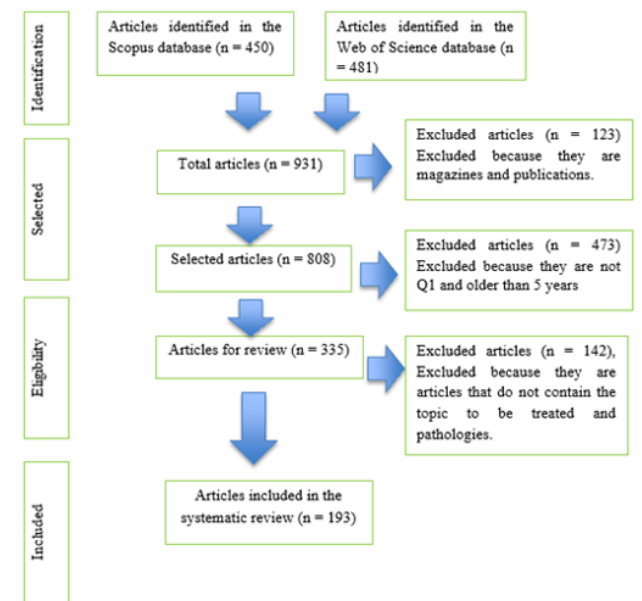 Identification
Articles identified in the
Scopus database (n = 450)
Articles identified in the
Web of Science database (n
= 481)
Selected
Total articles (n = 931)
Excluded articles (n = 123)
Excluded because they are
magazines and publications.
Selected articles (n = 808)
Excluded articles (n = 473)
Excluded because they are not
Q1 and older than 5 years
Eligibility
Articles for review (n = 335)
Excluded articles (n = 142),
Excluded because they are
articles that do not contain the
topic to be treated and
pathologies.
Included
Articles included in the
systematic review (n = 193)